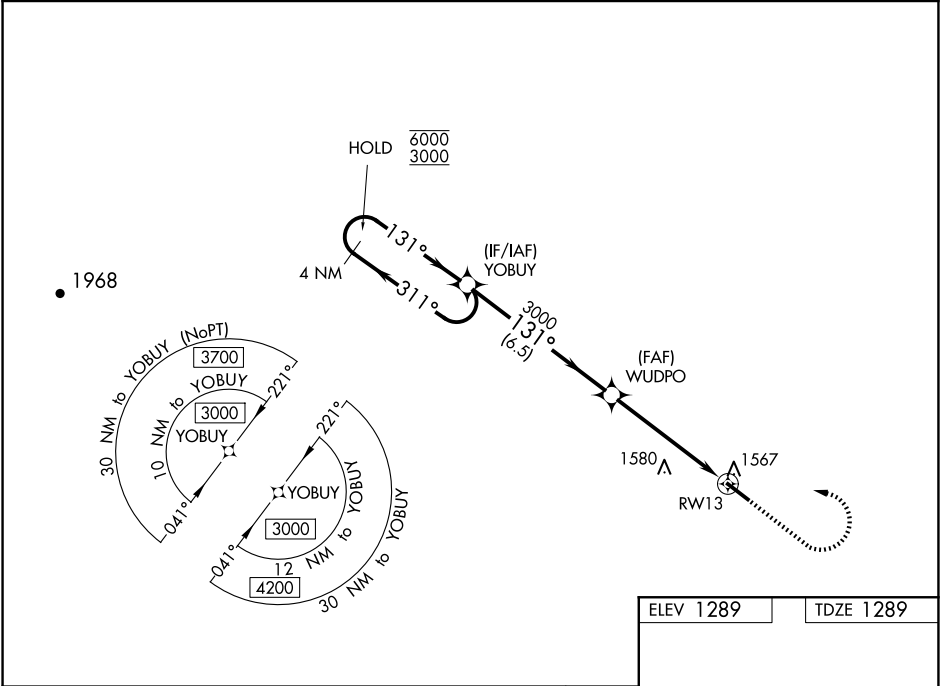 HOLD 6000
3000
131°
4 NM
311°
(IF/IAF)
YOBUY
3000
131°
(6.5)
(FAF)
WUDPO
1968
1580
1567
RW13
30 NM to YOBUY (NoPT)
3700
221°
10 NM to YOBUY
3000
YOBUY
041°
221°
YOBUY
3000
041°
12 NM to YOBUY
4200
30 NM to YOBUY
ELEV 1289
TDZE 1289